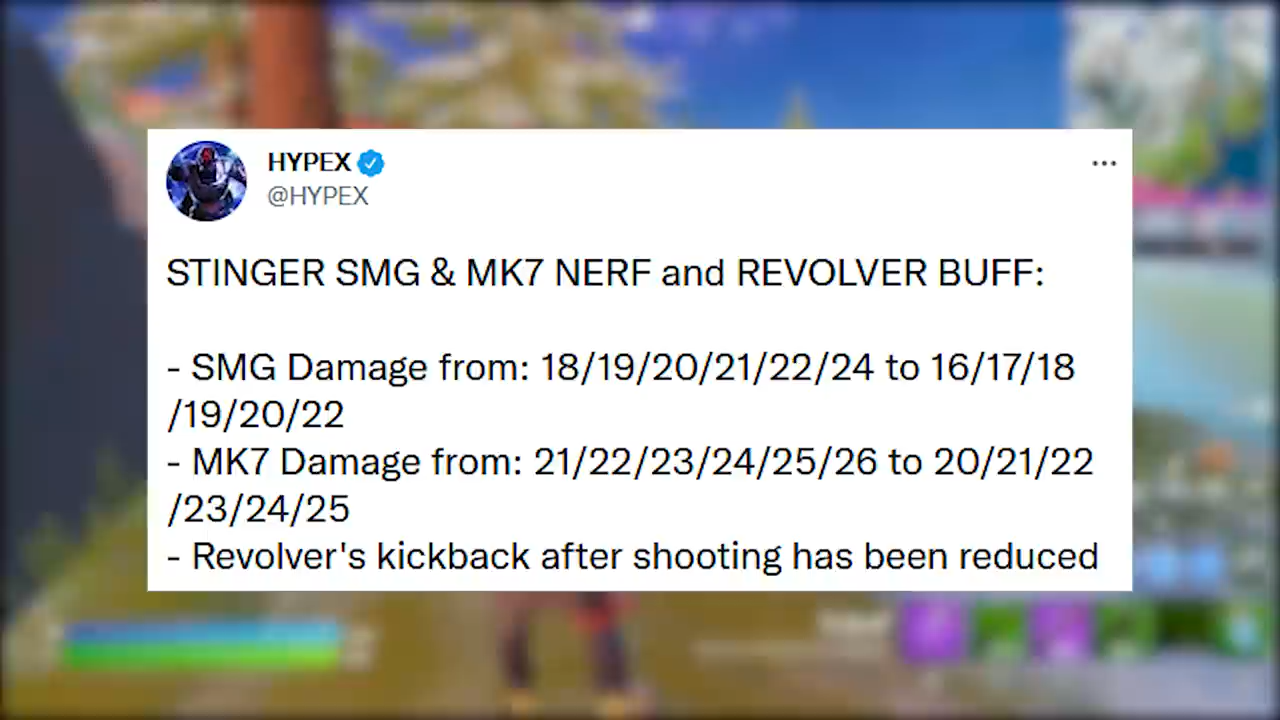 HYPEX
@HYPEX
STINGER SMG & MK7 NERF and REVOLVER BUFF:
- SMG Damage from: 18/19/20/21/22/24 to 16/17/18
/19/20/22
- MK7 Damage from: 21/22/23/24/25/26 to 20/21/22
/23/24/25
- Revolver's kickback after shooting has been reduced